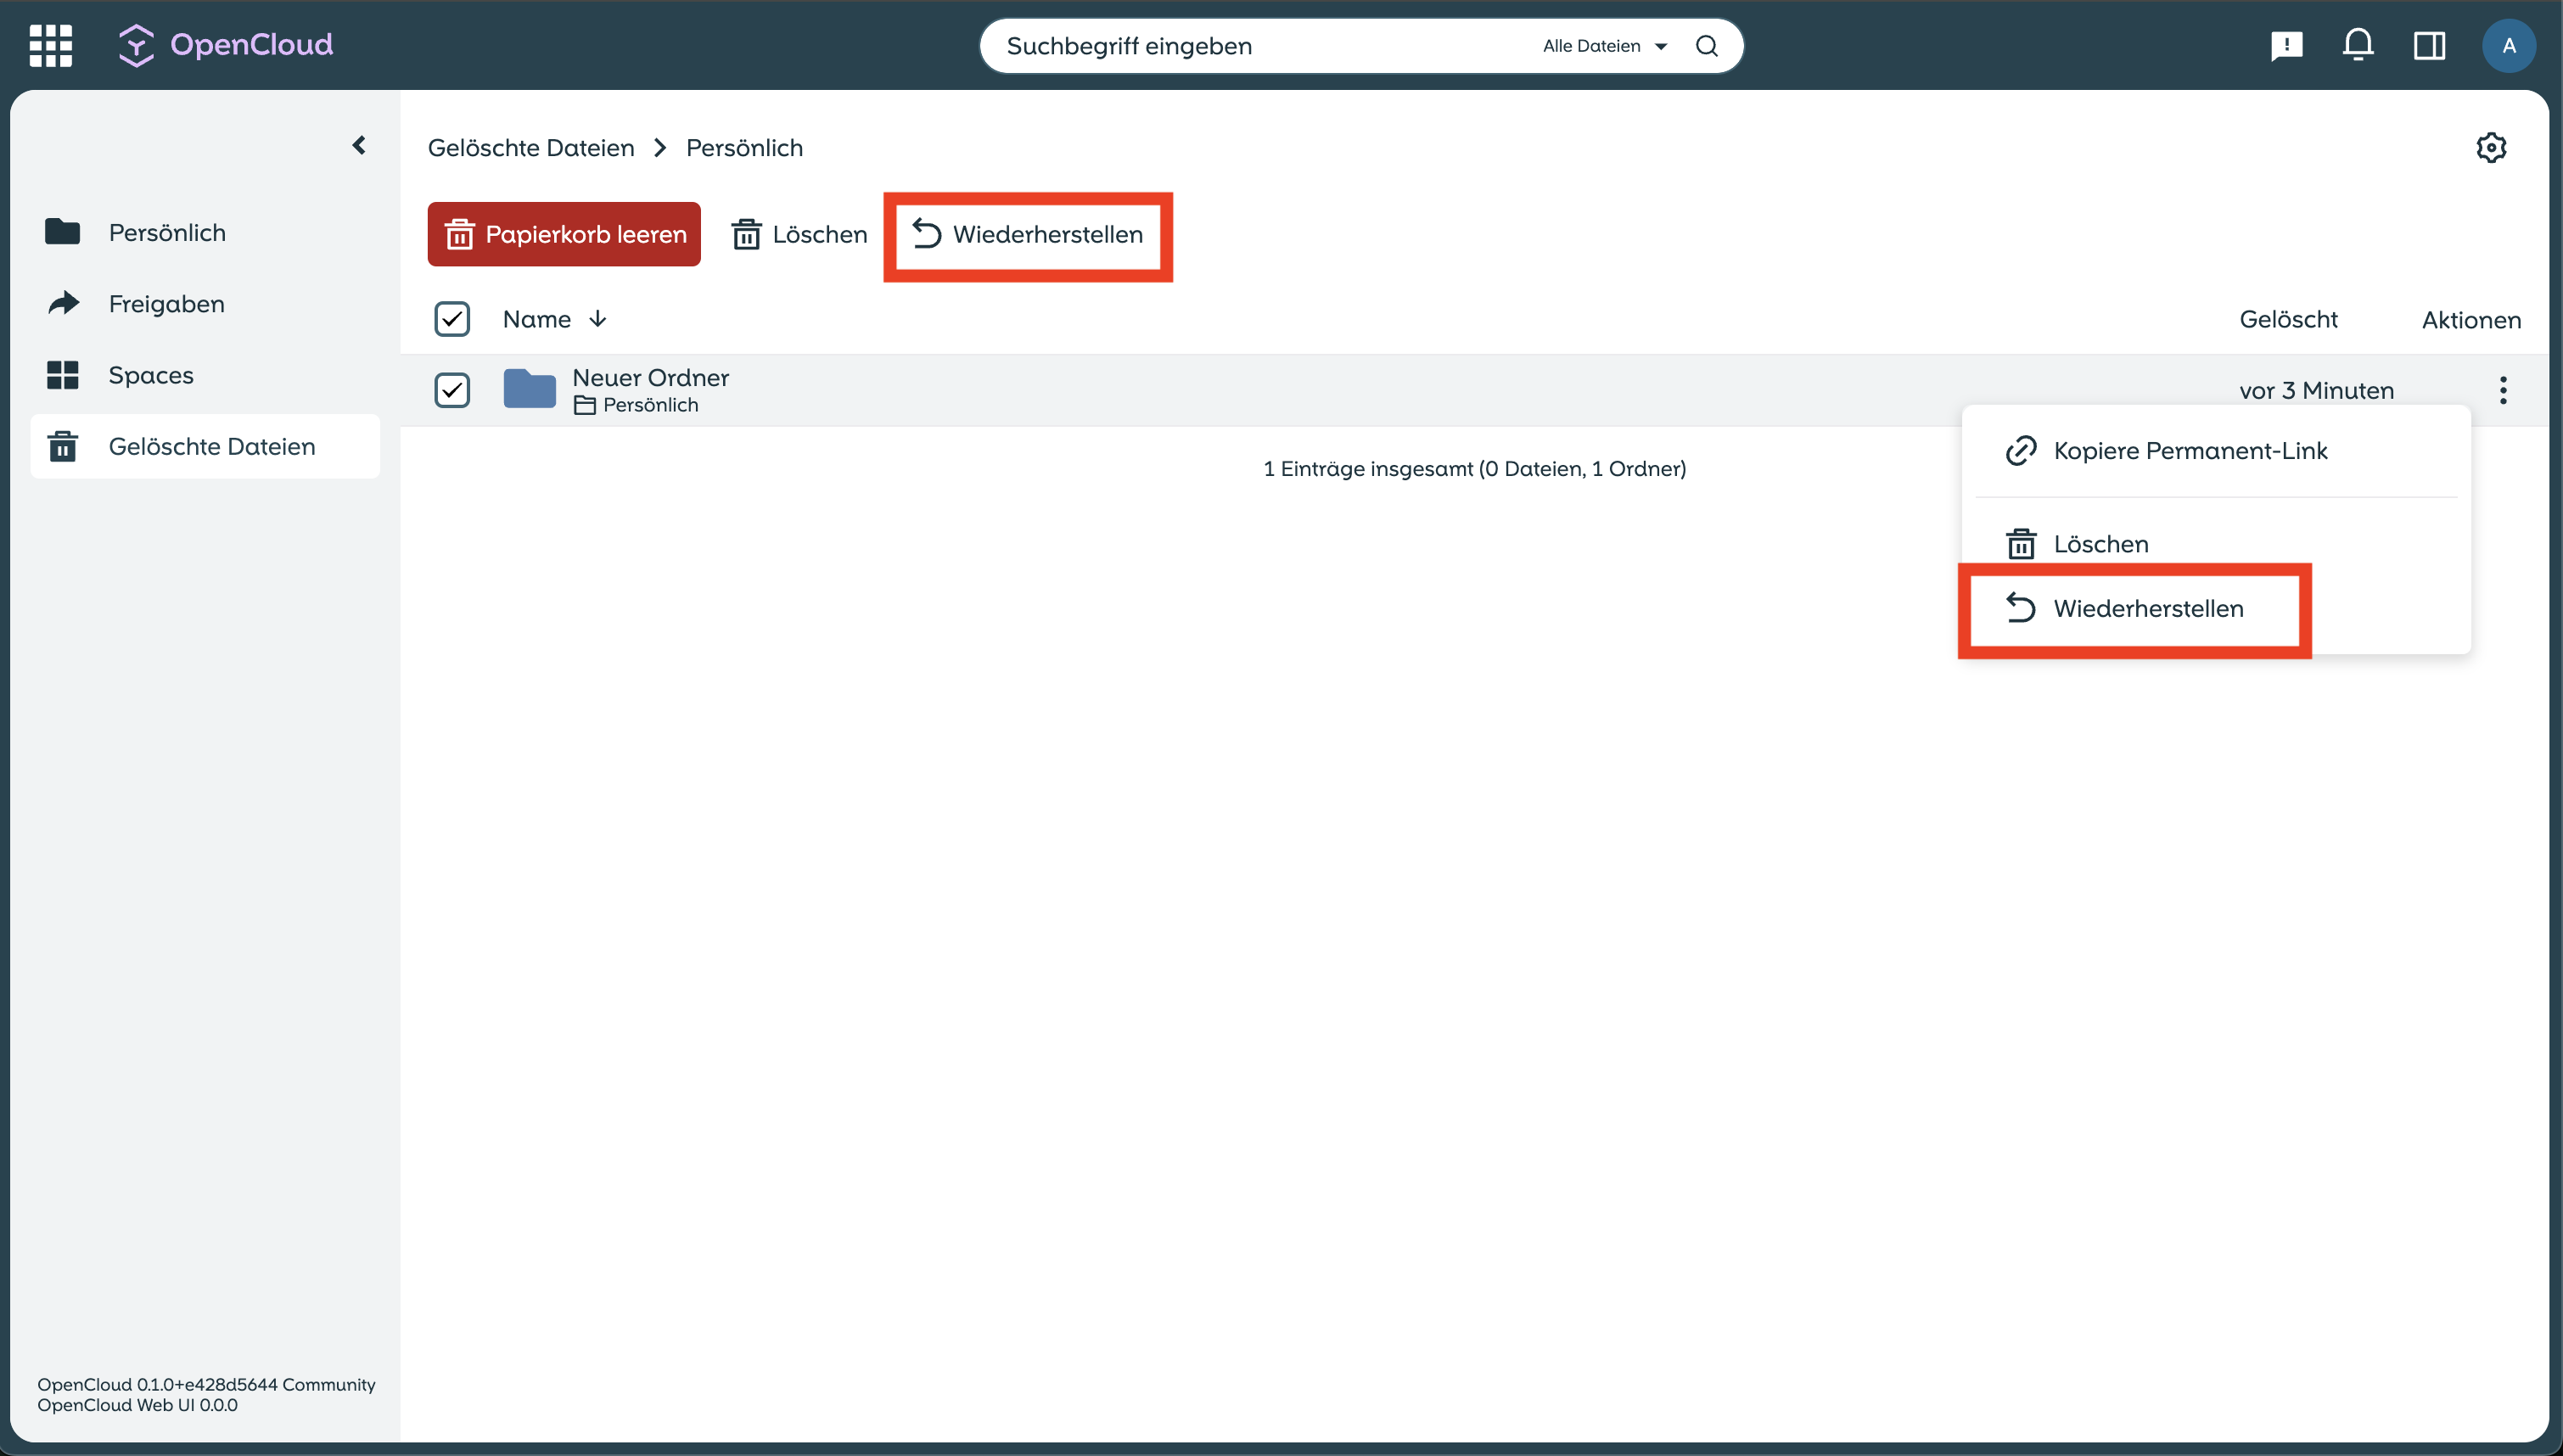 OpenCloud
Suchbegriff eingeben
Alle Dateien
A
Gelöschte Dateien
Persönlich
Persönlich
Freigaben
Spaces
Gelöschte Dateien
Papierkorb leeren
Löschen
Wiederherstellen
Name
Gelöscht
Aktionen
Neuer Ordner
Persönlich
vor 3 Minuten
1 Einträge insgesamt (0 Dateien, 1 Ordner)
Kopiere Permanent-Link
Löschen
Wiederherstellen
OpenCloud 0.1.0+e428d5644 Community
OpenCloud Web UI 0.0.0